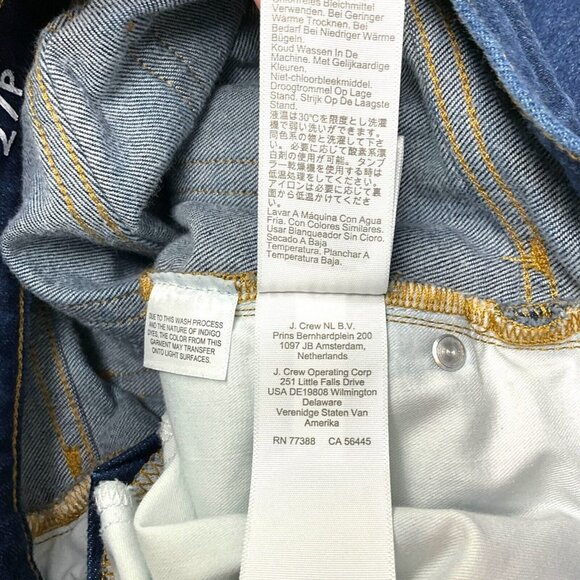 27P
Chloorfreies Bleichmittel
Verwenden. Bei Geringer
Wärme Trocknen. Bei
Bedarf Bei Niedriger Wärme
Bügeln.
Koud Wassen In De
Machine. Met Gelijkaardige
Kleuren.
Niet-chloorbleekmiddel.
Droogtrommel Op Lage
Stand. Strijk Op De Laagste
Stand.
液温は30℃を限度とし洗濯
機で弱い洗いができます。
同色系の物と洗濯して下さ
い。必要に応じて酸素系漂
白剤の使用が可能。タンブ
ラー乾燥機を使用する時は
低温処理をしてください。
アイロンは必要に応じて裏
面から低温かけてください。
Lavar A Máquina Con Agua
Fría. Con Colores Similares.
Usar Blanqueador Sin Cloro.
Secado A Baja
Temperatura. Planchar A
Temperatura Baja.
DUE TO THIS WASH PROCESS
AND THE NATURE OF INDIGO
DYES, THE COLOR FROM THIS
GARMENT MAY TRANSFER
ONTO LIGHT SURFACES.
J. Crew NL B.V.
Prins Bernhardplein 200
1097 JB Amsterdam,
Netherlands
J. Crew Operating Corp
251 Little Falls Drive
USA DE19808 Wilmington
Delaware
Verenidge Staten Van
Amerika
RN 77388 CA 56445